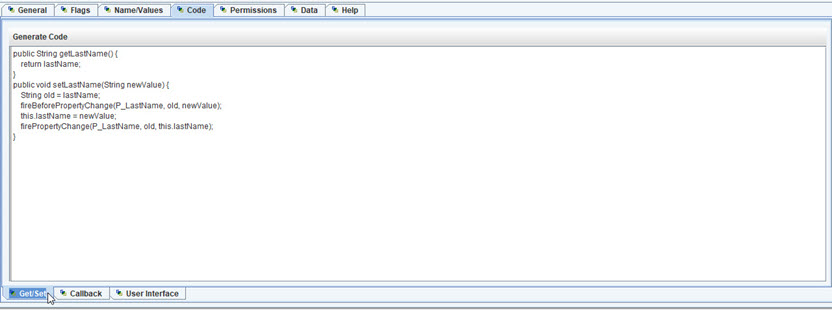 General Flags Name/Values Code Permissions Data Help
Generate Code
public String getLastName() {
return lastName;
}
public void setLastName(String newValue) {
String old = lastName;
fireBeforePropertyChange(P_LastName, old, newValue);
this.lastName = newValue;
firePropertyChange(P_LastName, old, this.lastName);
}
Get/Set Callback User Interface